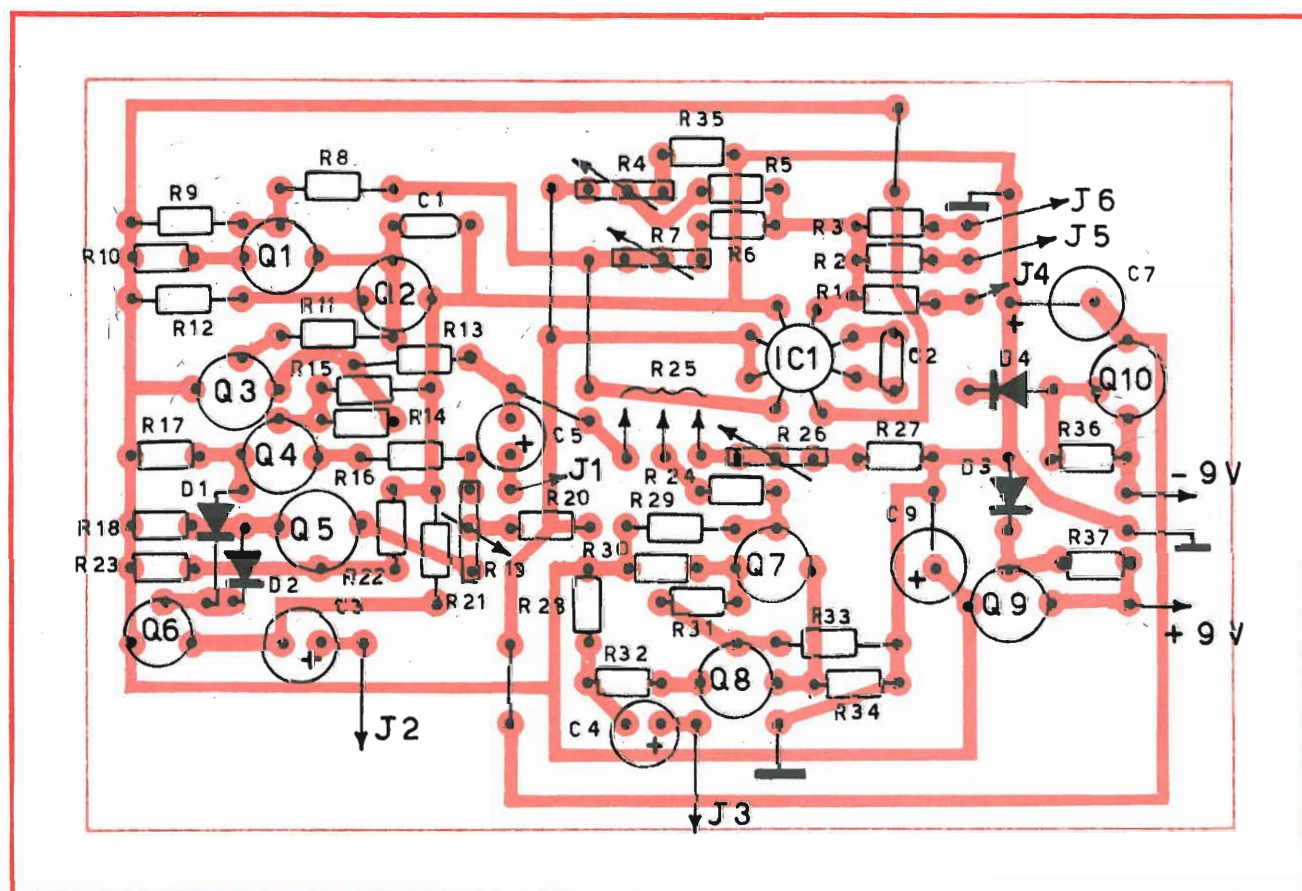 R35
R8
R4
R5
R9
C1
J6
R3
R7
R10
Q1
R6
J5
R2
J4
C7
Q2
R11
R1
R12
R13
+
IC1
C2
D4
R15
R25
Q3
Q10
R14
R17
C5
+
R26
R27
R36
Q4
R16
J1
R24
D3
- 9V
D1
R20
R29
C9
R18
Q5
R30
R37
R23
D2
R22
R19
Q7
+
Q9
C3
R21
R28
R31
R33
+ 9V
Q6
+
R32
Q8
R34
J2
C4
+
J3